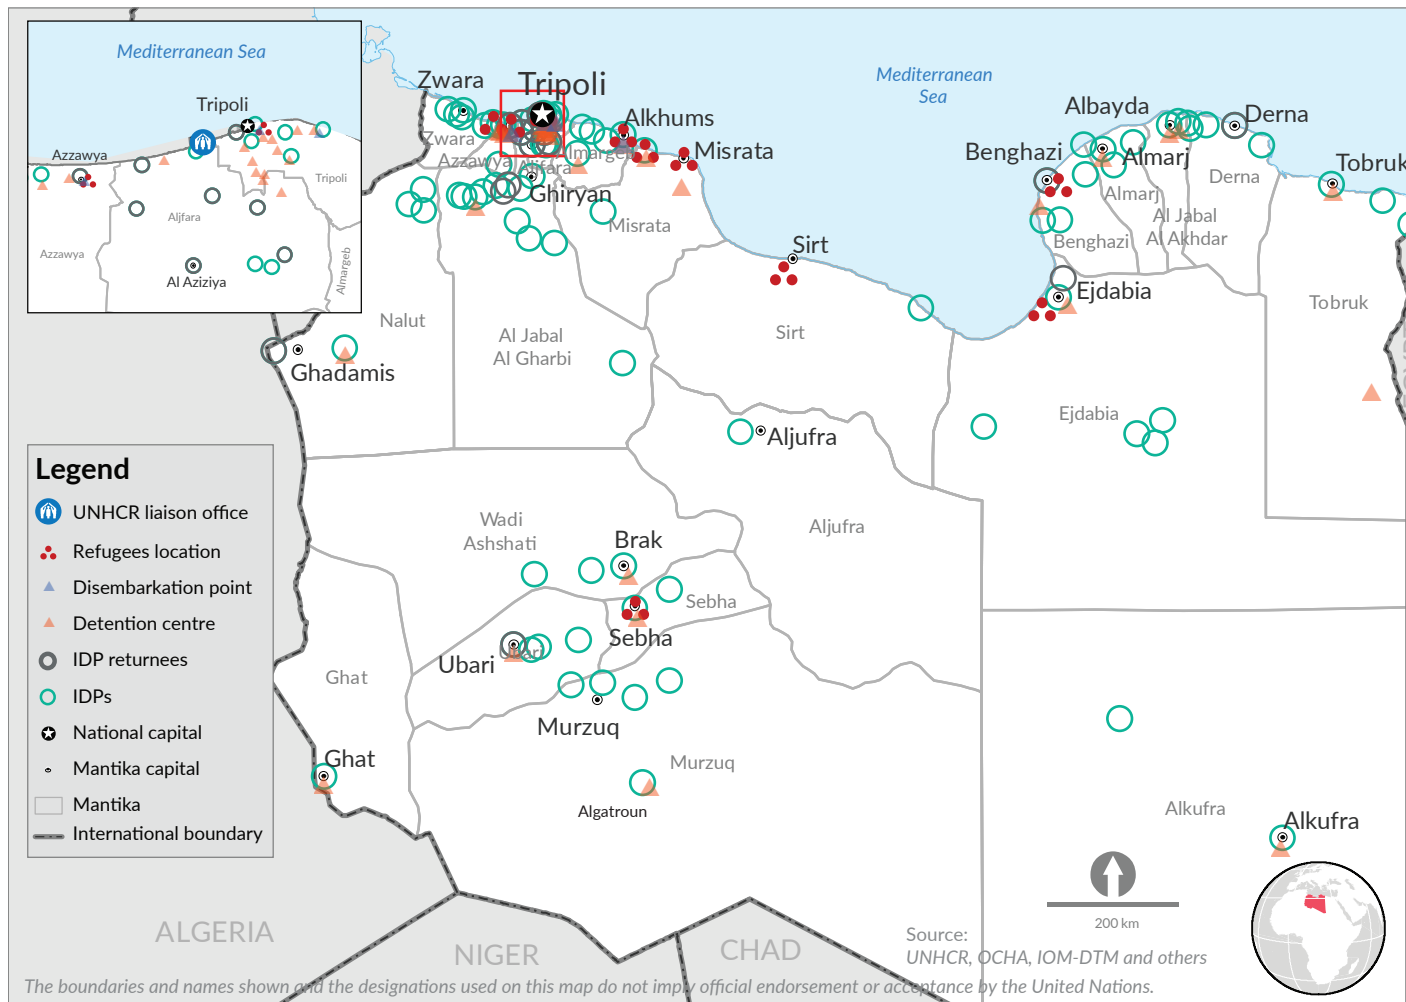 Mediterranean Sea
Tripoli
Azzawya
Tripoli
Aljfara
Azzawya
Al Aziziya
Almargeb
Zwara
Tripoli
Mediterranean
Sea
Alkhums
Zwara
Azzawya
Almargeb
Aljfara
Misrata
Ghiryan
Misrata
Albayda
Derna
Benghazi
Almarj
Tobruk
Derna
Almarj
Al Jabal
Al Akhdar
Benghazi
Sirt
Ejdabia
Nalut
Al Jabal
Al Gharbi
Sirt
Tobruk
Ghadamis
Ejdabia
Aljufra
Legend
UNHCR liaison office
Refugees location
Disembarkation point
Detention centre
IDP returnees
IDPs
National capital
Mantika capital
Mantika
International boundary
Wadi
Ashshati
Brak
Aljufra
Sebha
Sebha
Ubari
Ubari
Ghat
Murzuq
Ghat
Murzuq
Algatroun
Alkufra
Alkufra
200 km
ALGERIA
NIGER
CHAD
Source:
UNHCR, OCHA, IOM-DTM and others
The boundaries and names shown and the designations used on this map do not imply official endorsement or acceptance by the United Nations.